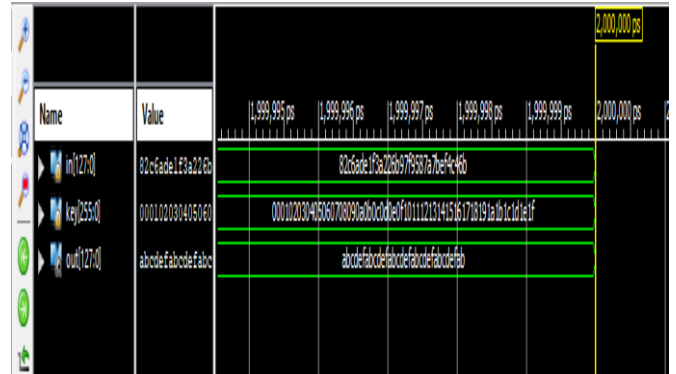 2,000,000 ps
Name Value |1,999,995 ps |1,999,996 ps |1,999,997 ps |1,999,998 ps |1,999,999 ps 2,000,000 ps
in[127:0] 82c6ade1f3a226b 82c6ade1f3a226b97f9587a7bef4c46b
key[255:0] 000102030405060 000102030405060708090a0b0c0d0e0f101112131415161718191a1b1c1d1e1f
out[127:0] abcdefabcdefabc abcdefabcdefabcdefabcdefabcdefab